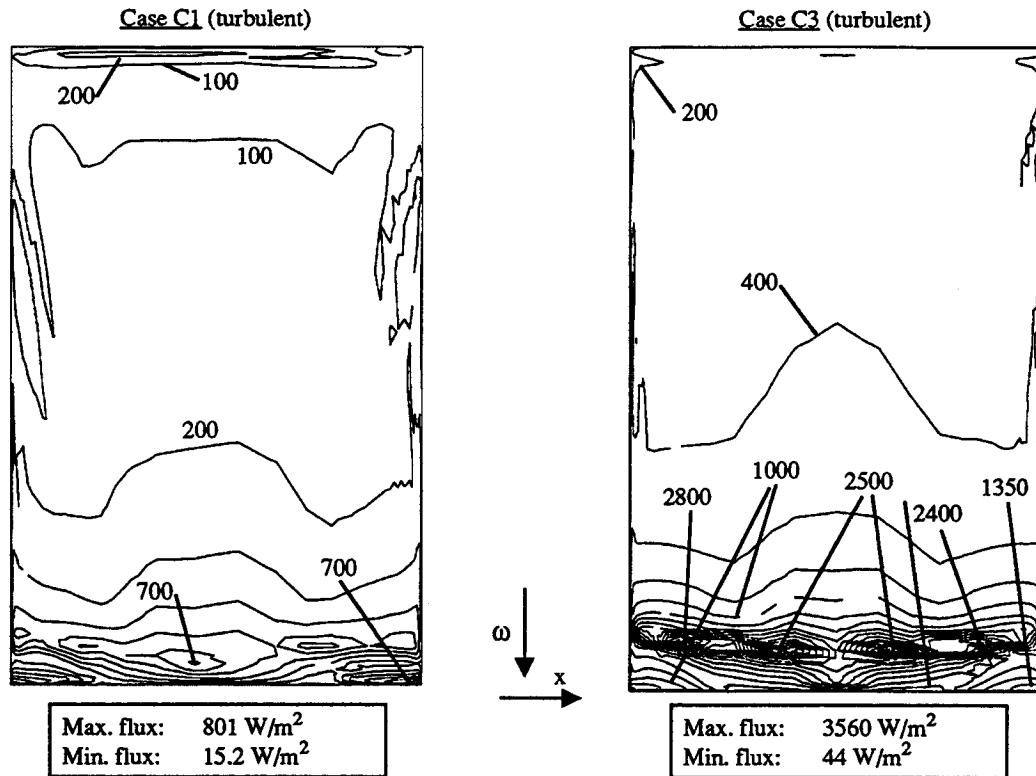 Case C1 (turbulent)
200
100
100
200
700
700
Max. flux: 801 W/m²
Min. flux: 15.2 W/m²
ω
x
Case C3 (turbulent)
200
400
2800
1000
2500
2400
1350
Max. flux: 3560 W/m²
Min. flux: 44 W/m²